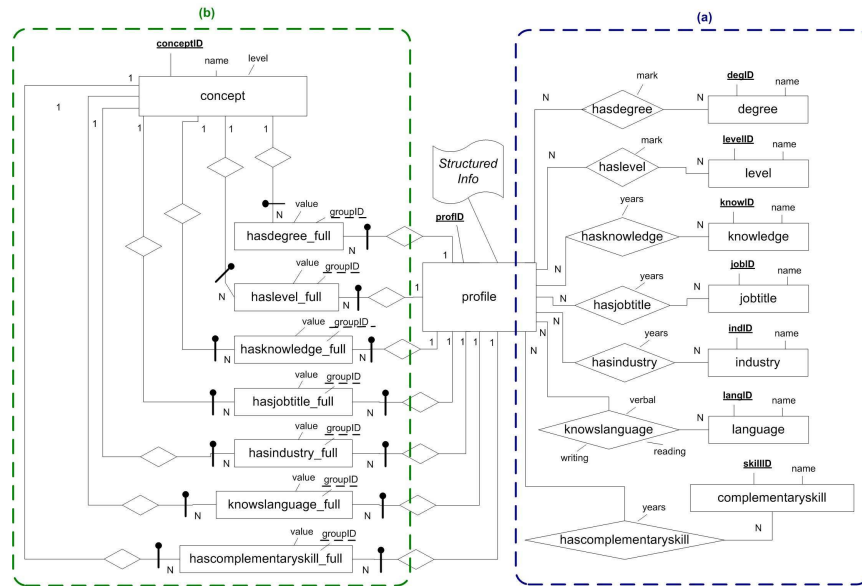 (b)
(a)
conceptID
name
level
concept
1
1
1
1
1
1
1
mark
degID
name
N
hasdegree
N
degree
mark
levelID
name
N
haslevel
N
level
years
knowID
name
N
hasknowledge
N
knowledge
years
jobID
name
N
hasjobtitle
N
jobtitle
years
indID
name
N
hasindustry
N
industry
verbal
langID
name
N
knowslanguage
N
language
writing
reading
skillID
name
complementaryskill
years
N
N
hascomplementaryskill
Structured
Info
profID
profile
1
1
1
1
1
1
1
value
groupID
N
hasdegree_full
N
value
groupID
N
haslevel_full
N
value
groupID
N
hasknowledge_full
N
value
groupID
N
hasjobtitle_full
N
value
groupID
N
hasindustry_full
N
value
groupID
N
knowslanguage_full
N
value
groupID
N
hascomplementaryskill_full
N